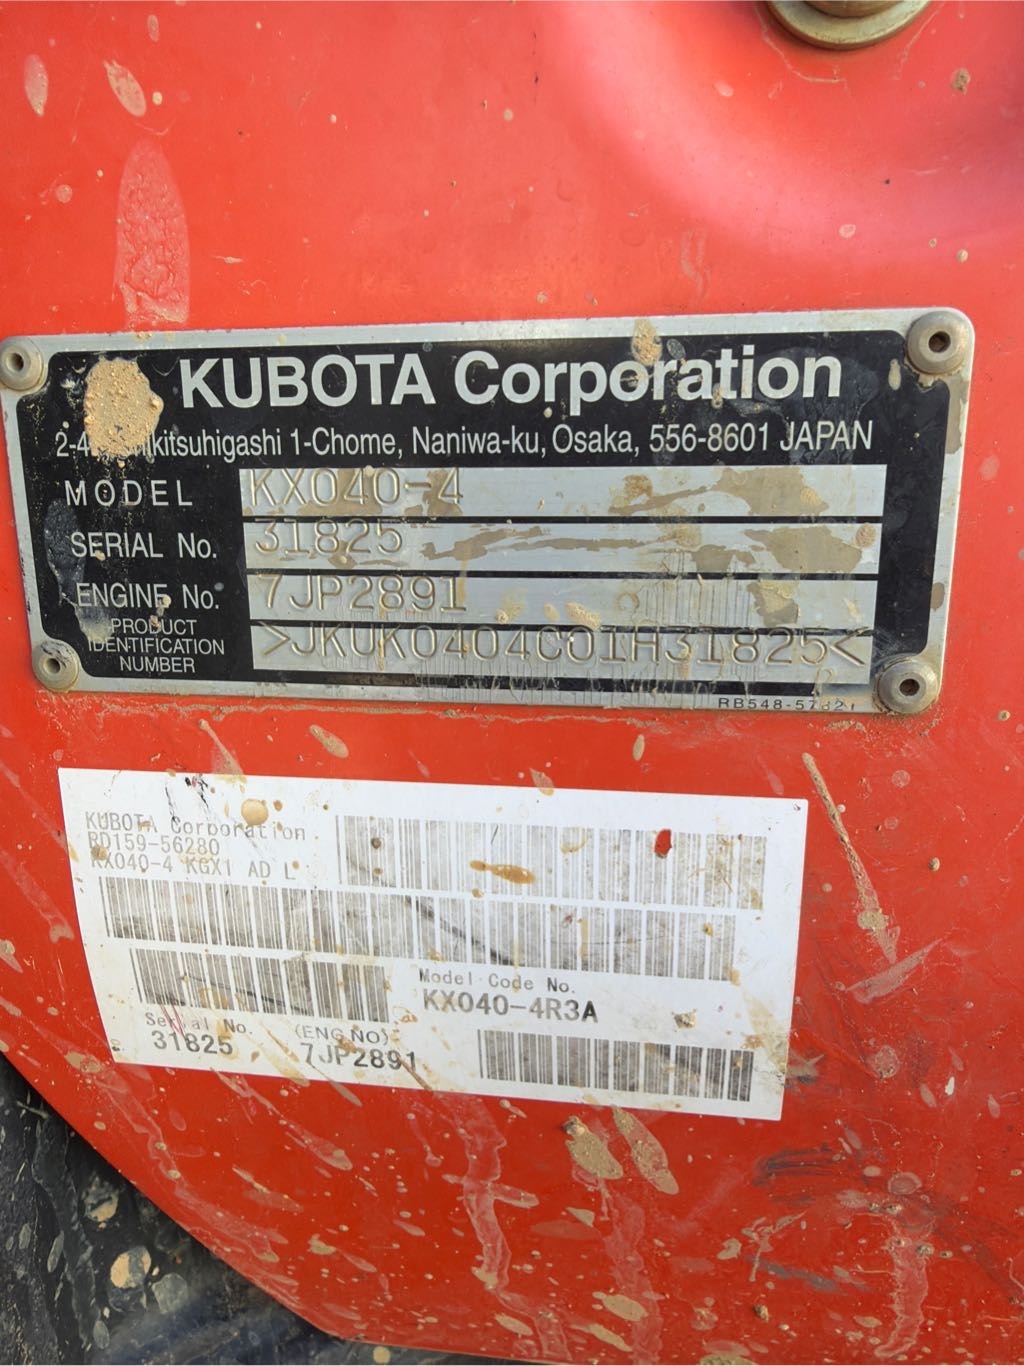 KUBOTA Corporation
1-Chome, Naniwa-ku, Osaka, 556-8601 JAPAN
MODEL KX040-4
SERIAL No. 31825
ENGINE No. 7JP2891
PRODUCT IDENTIFICATION NUMBER >JKUK0404C01H31825<
KUBOTA Corporation
RD159-56280
KX040-4 KGX1 AD L
Model Code No.
KX040-4R3A
Serial No. (ENG NO)
31825 7JP2891